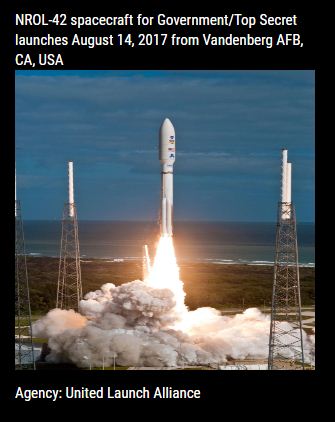 NROL-42 spacecraft for Government/Top Secret
launches August 14, 2017 from Vandenberg AFB,
CA, USA
Agency: United Launch Alliance